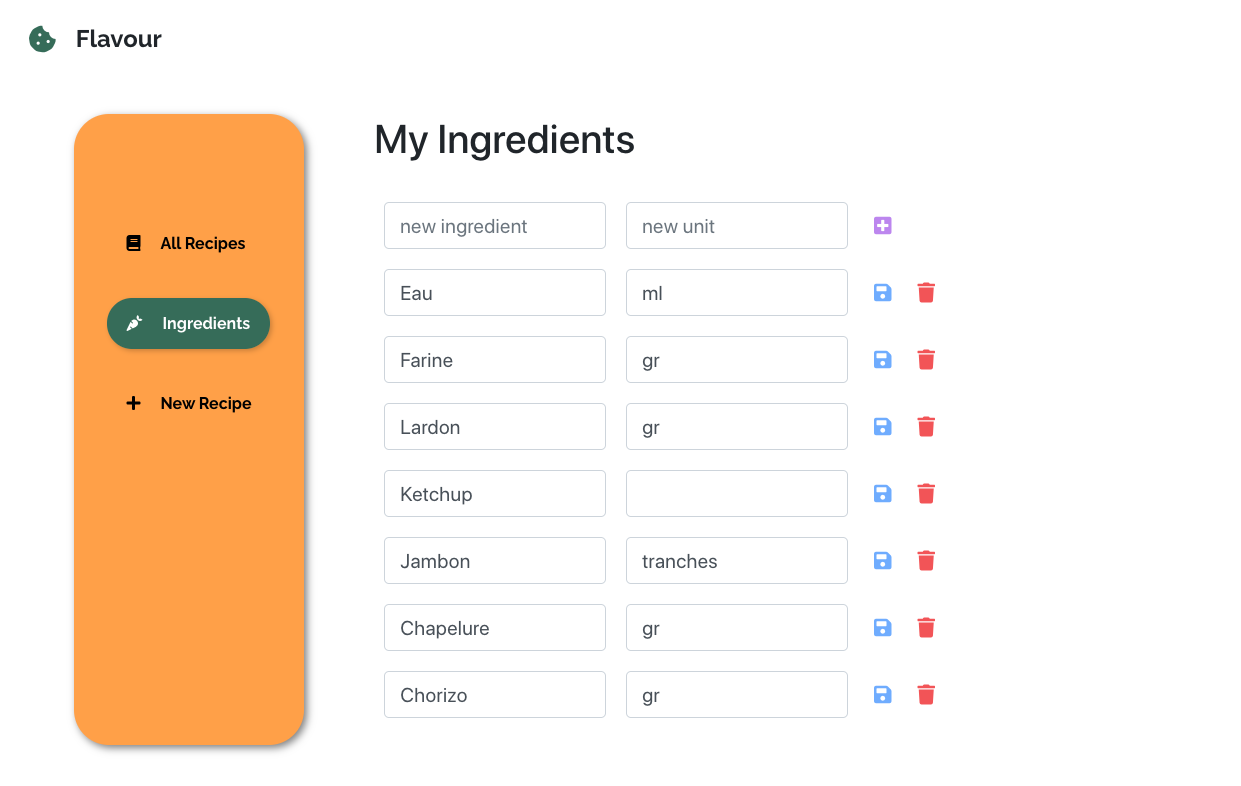 Flavour
All Recipes
Ingredients
New Recipe
My Ingredients
new ingredient new unit
Eau ml
Farine gr
Lardon gr
Ketchup
Jambon tranches
Chapelure gr
Chorizo gr